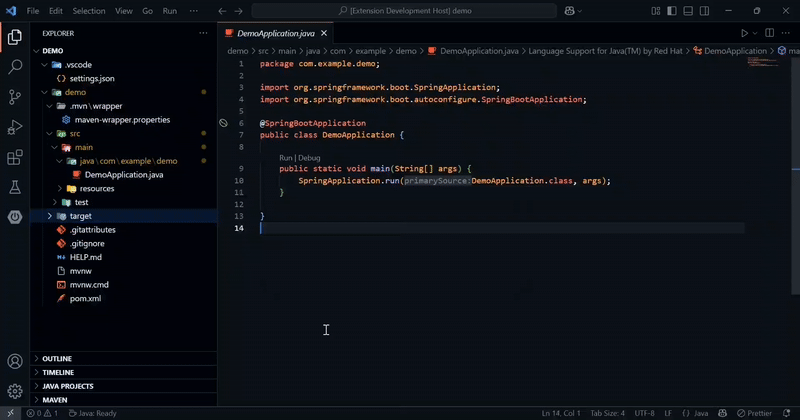 File Edit Selection View Go Run ...
[Extension Development Host] demo
EXPLORER
DEMO
.vscode
settings.json
demo
.mvn\wrapper
maven-wrapper.properties
src
main
java\com\example\demo
DemoApplication.java
resources
test
target
.gitattributes
.gitignore
HELP.md
mvnw
mvnw.cmd
pom.xml
OUTLINE
TIMELINE
JAVA PROJECTS
MAVEN
DemoApplication.java
demo > src > main > java > com > example > demo > DemoApplication.java > Language Support for Java(TM) by Red Hat > DemoApplication >
1 package com.example.demo;
2
3 import org.springframework.boot.SpringApplication;
4 import org.springframework.boot.autoconfigure.SpringBootApplication;
5
6 @SpringBootApplication
7 public class DemoApplication {
8
Run | Debug
9 public static void main(String[] args) {
10 SpringApplication.run(primarySource:DemoApplication.class, args);
11 }
12
13 }
14
0 1 Java: Ready
Ln 14, Col 1 Tab Size: 4 UTF-8 LF {} Java Prettier